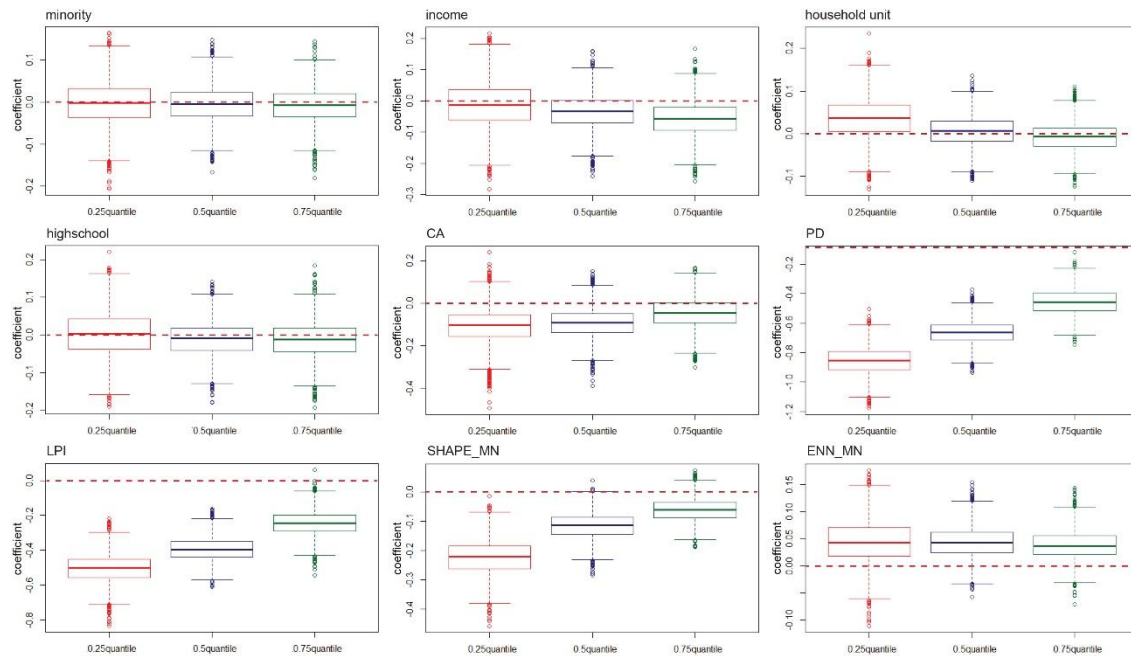 minority
coefficient
0.1
0.0
-0.1
-0.2
0.25quantile
0.5quantile
0.75quantile
income
coefficient
0.2
0.1
0.0
-0.1
-0.2
-0.3
0.25quantile
0.5quantile
0.75quantile
household unit
coefficient
0.2
0.1
0.0
-0.1
0.25quantile
0.5quantile
0.75quantile
highschool
coefficient
0.2
0.1
0.0
-0.1
-0.2
0.25quantile
0.5quantile
0.75quantile
CA
coefficient
0.2
0.0
-0.2
-0.4
0.25quantile
0.5quantile
0.75quantile
PD
coefficient
-0.2
-0.4
-0.6
-0.8
-1.0
-1.2
0.25quantile
0.5quantile
0.75quantile
LPI
coefficient
0.0
-0.2
-0.4
-0.6
-0.8
0.25quantile
0.5quantile
0.75quantile
SHAPE_MN
coefficient
0.0
-0.1
-0.2
-0.3
-0.4
0.25quantile
0.5quantile
0.75quantile
ENN_MN
coefficient
0.15
0.10
0.05
0.00
-0.10
0.25quantile
0.5quantile
0.75quantile